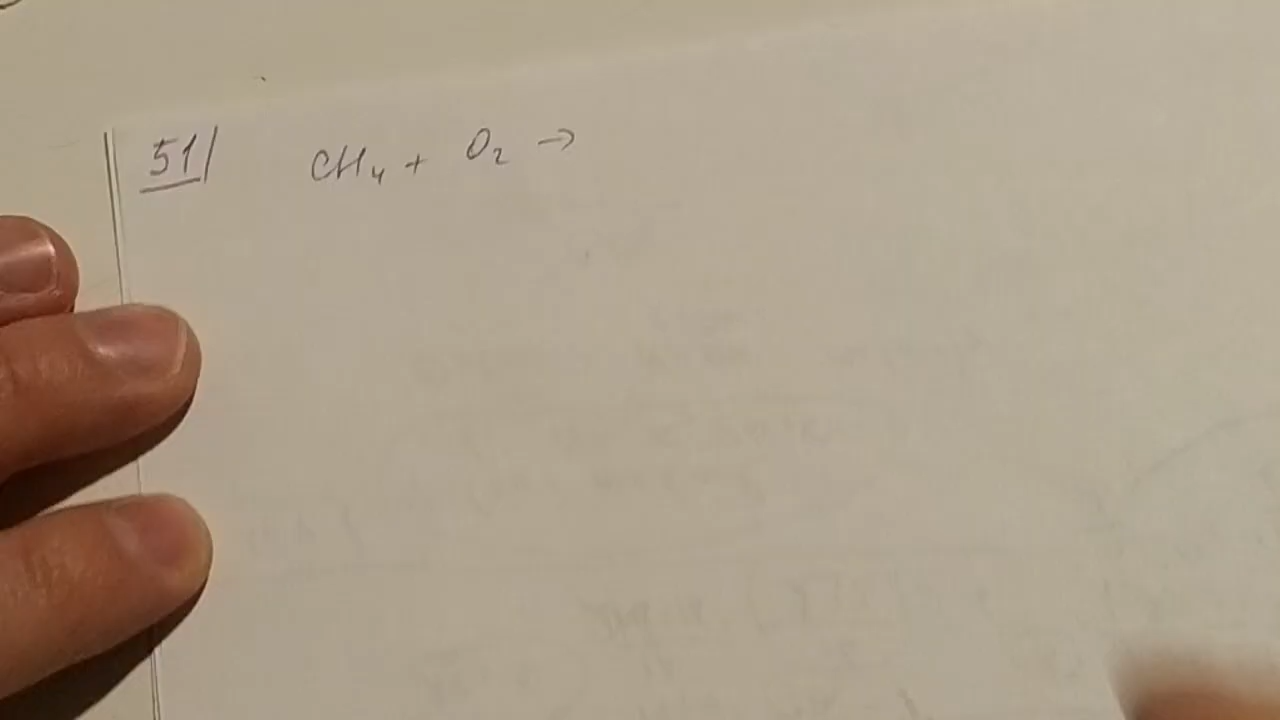 51/ CH₄ + O₂ →